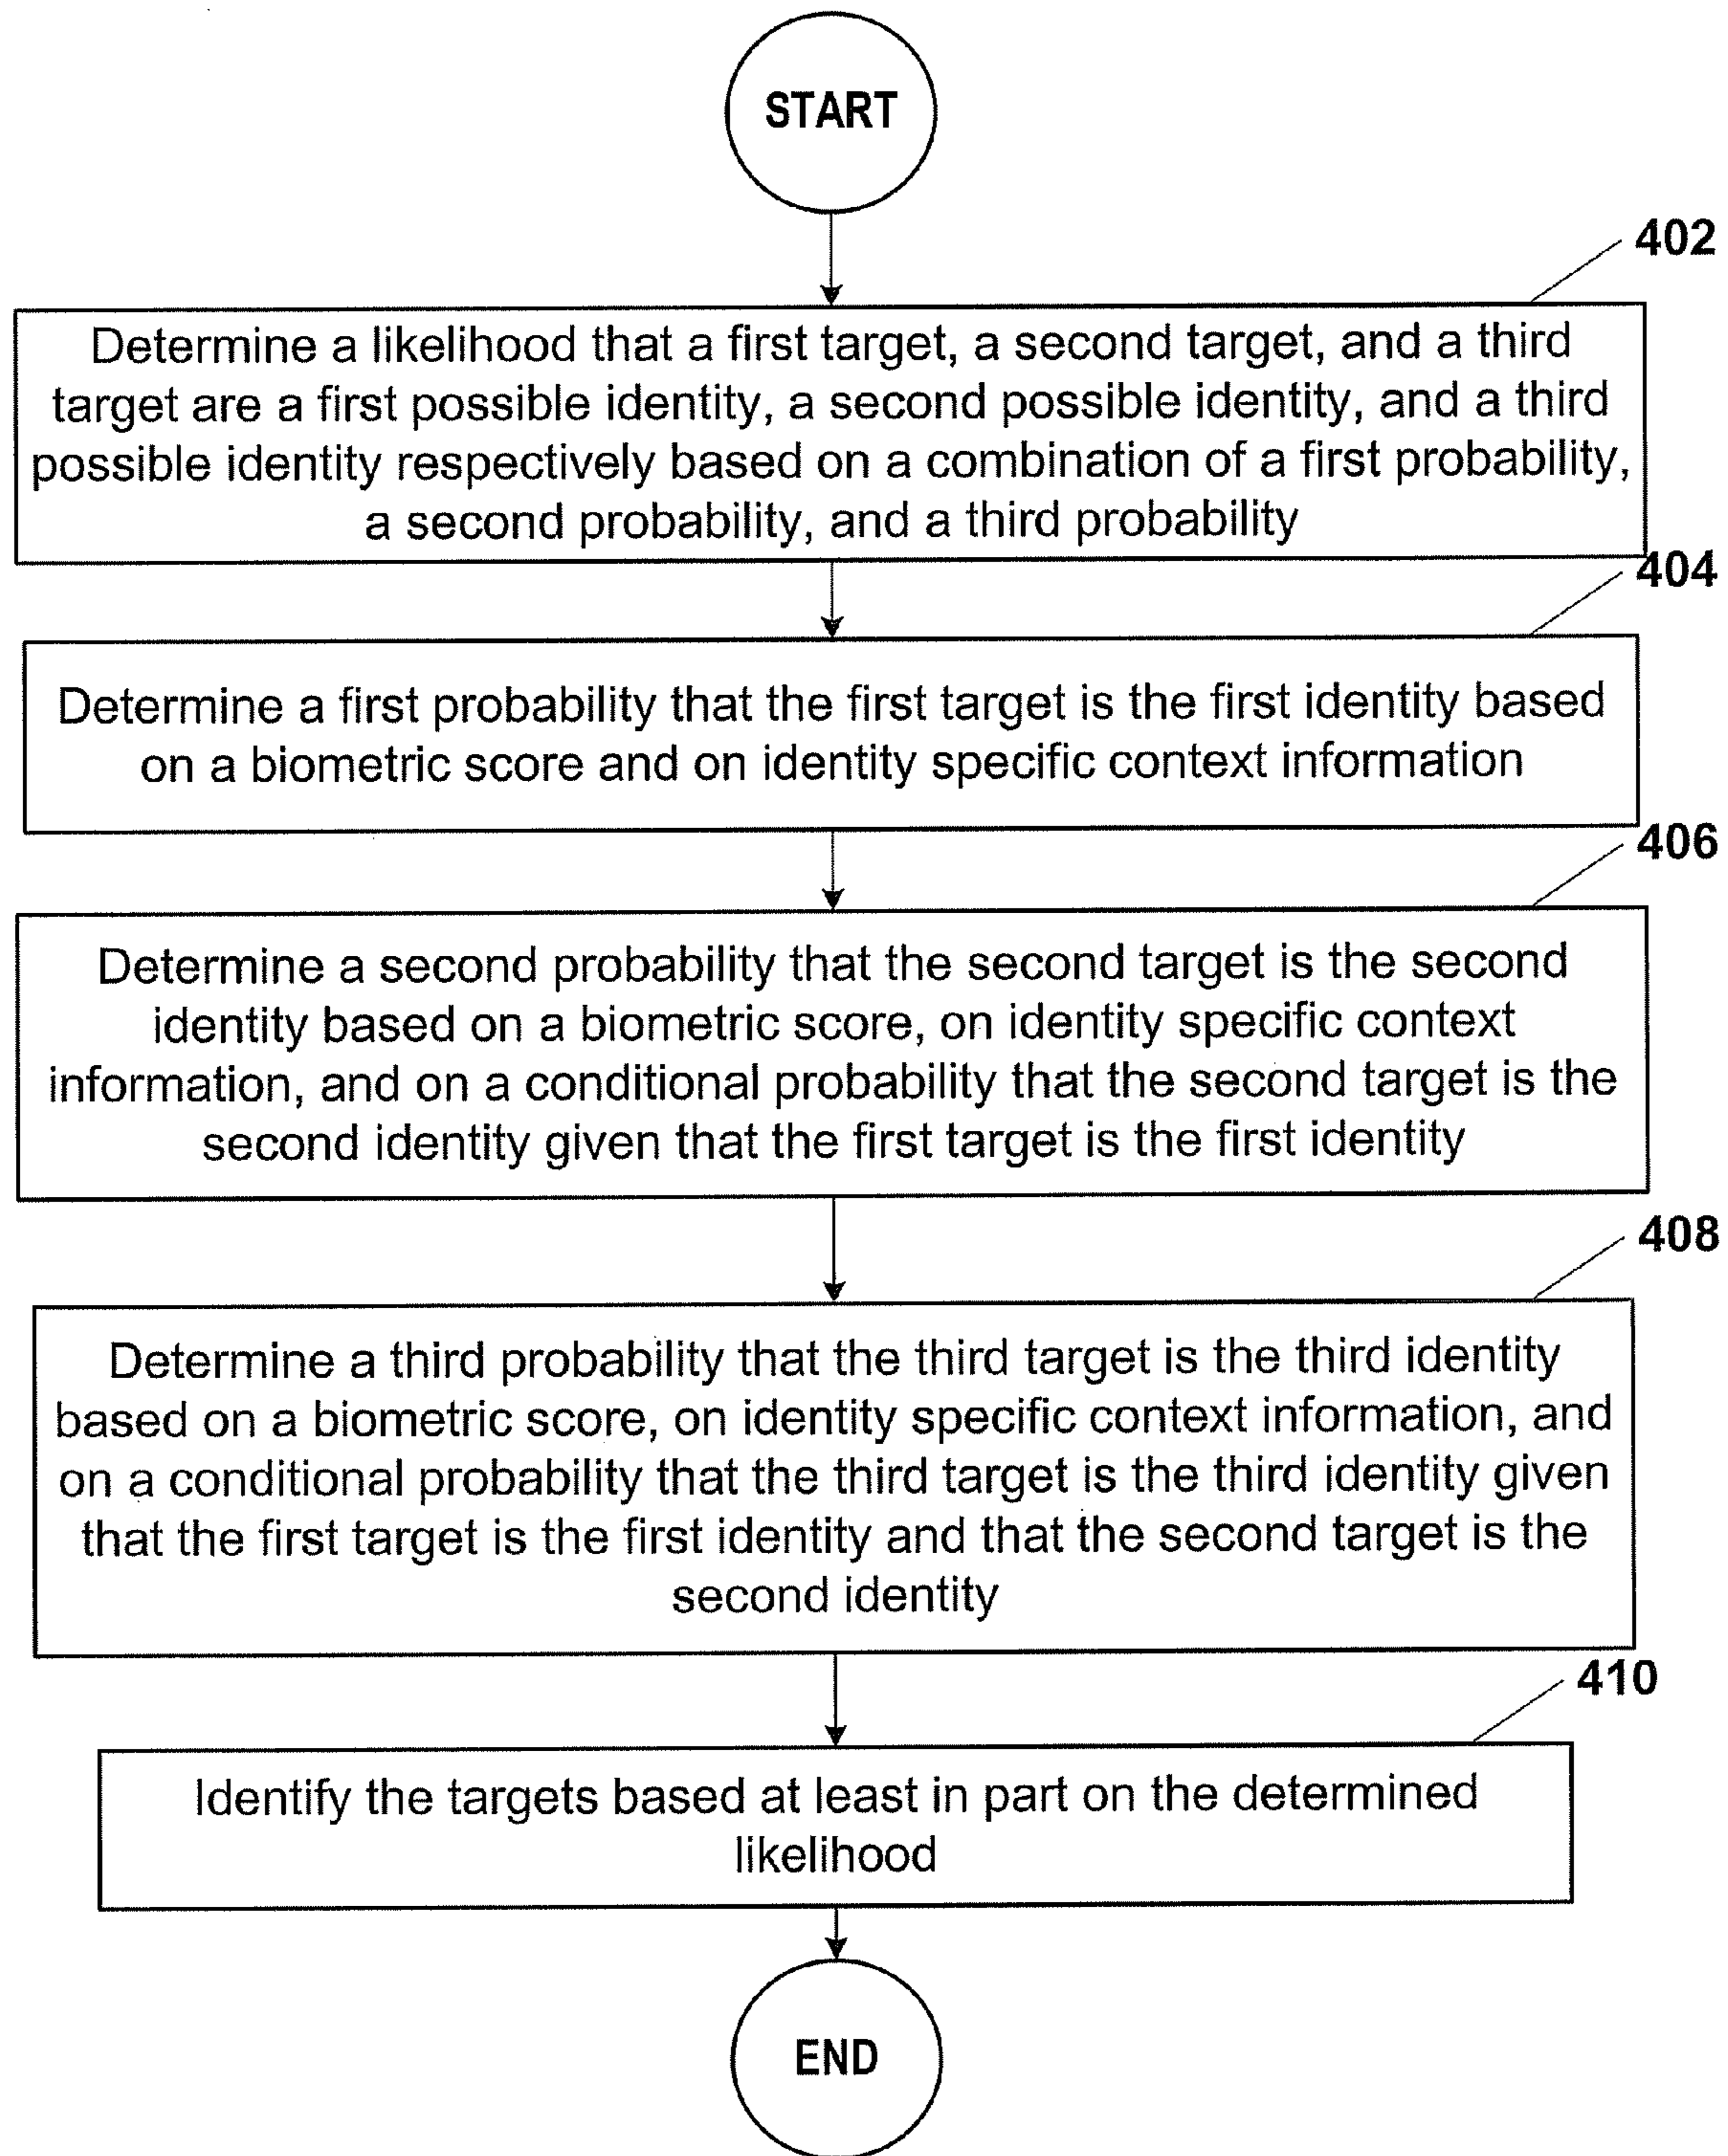 START
402
Determine a likelihood that a first target, a second target, and a third
target are a first possible identity, a second possible identity, and a third
possible identity respectively based on a combination of a first probability,
a second probability, and a third probability
404
Determine a first probability that the first target is the first identity based
on a biometric score and on identity specific context information
406
Determine a second probability that the second target is the second
identity based on a biometric score, on identity specific context
information, and on a conditional probability that the second target is the
second identity given that the first target is the first identity
408
Determine a third probability that the third target is the third identity
based on a biometric score, on identity specific context information, and
on a conditional probability that the third target is the third identity given
that the first target is the first identity and that the second target is the
second identity
410
Identify the targets based at least in part on the determined
likelihood
END